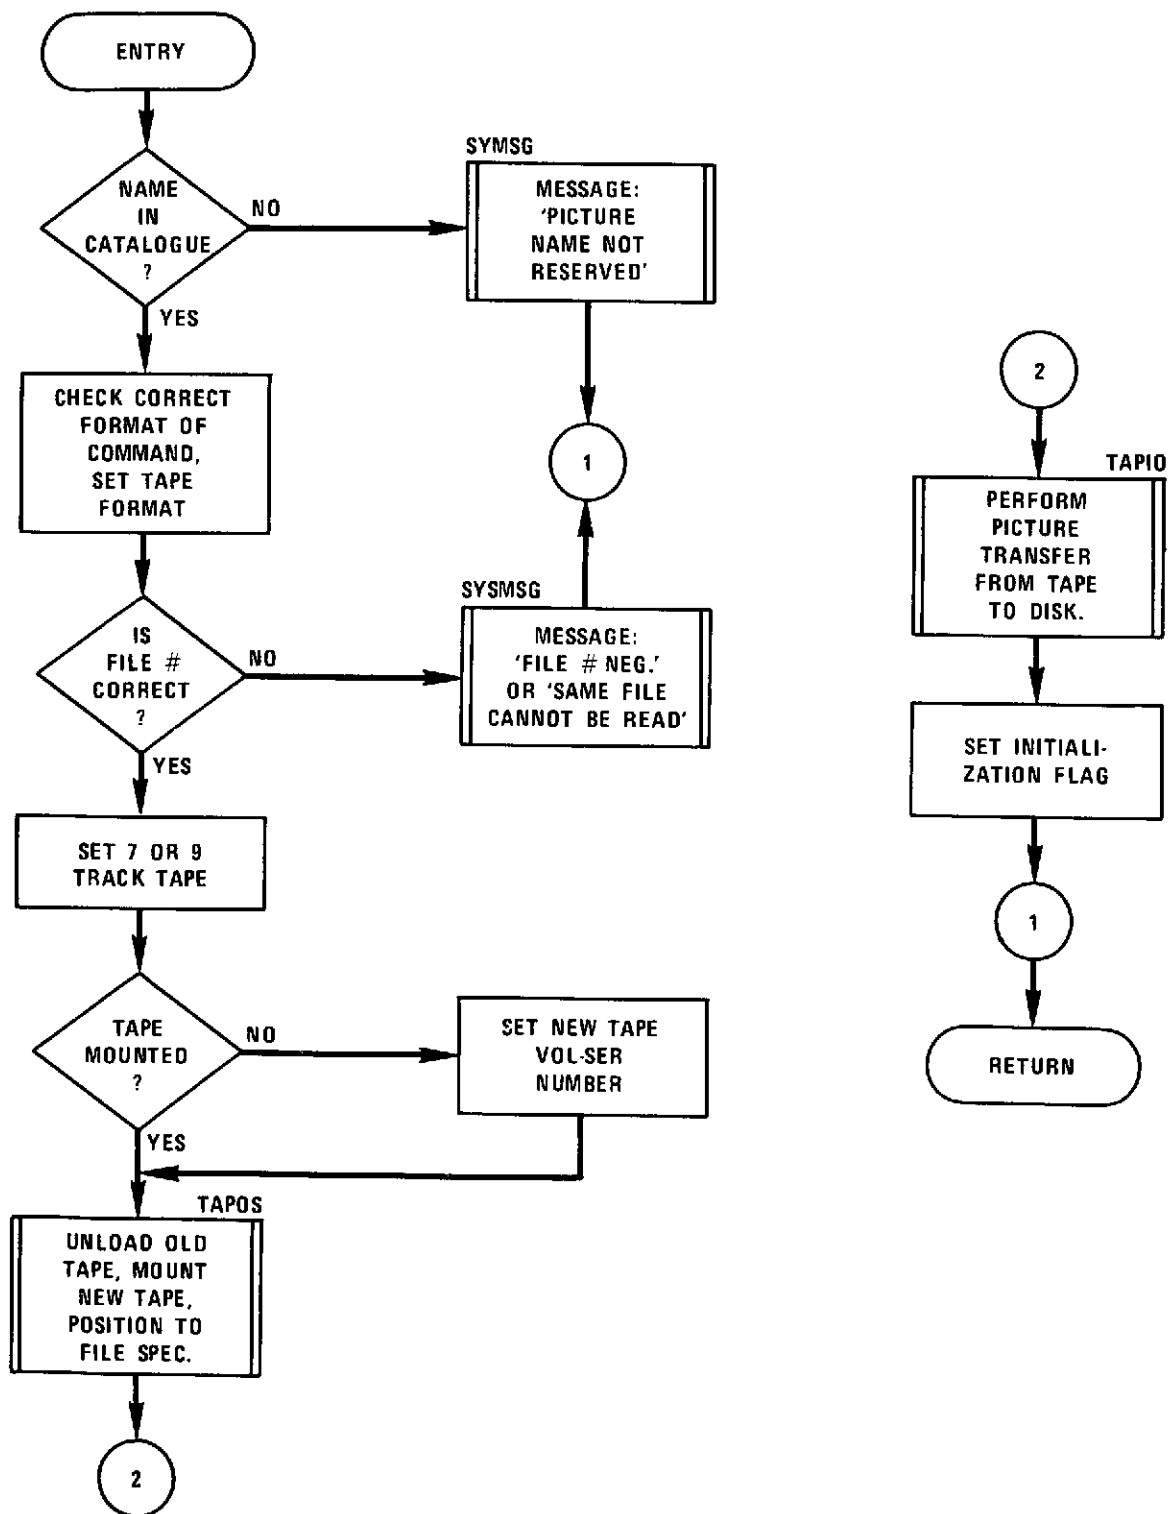 ENTRY
NAME
IN
CATALOGUE
?
NO
YES
SYMSG
MESSAGE:
'PICTURE
NAME NOT
RESERVED'
1
CHECK CORRECT
FORMAT OF
COMMAND,
SET TAPE
FORMAT
IS
FILE #
CORRECT
?
NO
YES
SYSMSG
MESSAGE:
'FILE # NEG.'
OR 'SAME FILE
CANNOT BE READ'
SET 7 OR 9
TRACK TAPE
TAPE
MOUNTED
?
NO
YES
SET NEW TAPE
VOL-SER
NUMBER
TAPOS
UNLOAD OLD
TAPE, MOUNT
NEW TAPE,
POSITION TO
FILE SPEC.
2
2
TAPIO
PERFORM
PICTURE
TRANSFER
FROM TAPE
TO DISK.
SET INITIALI-
ZATION FLAG
1
RETURN